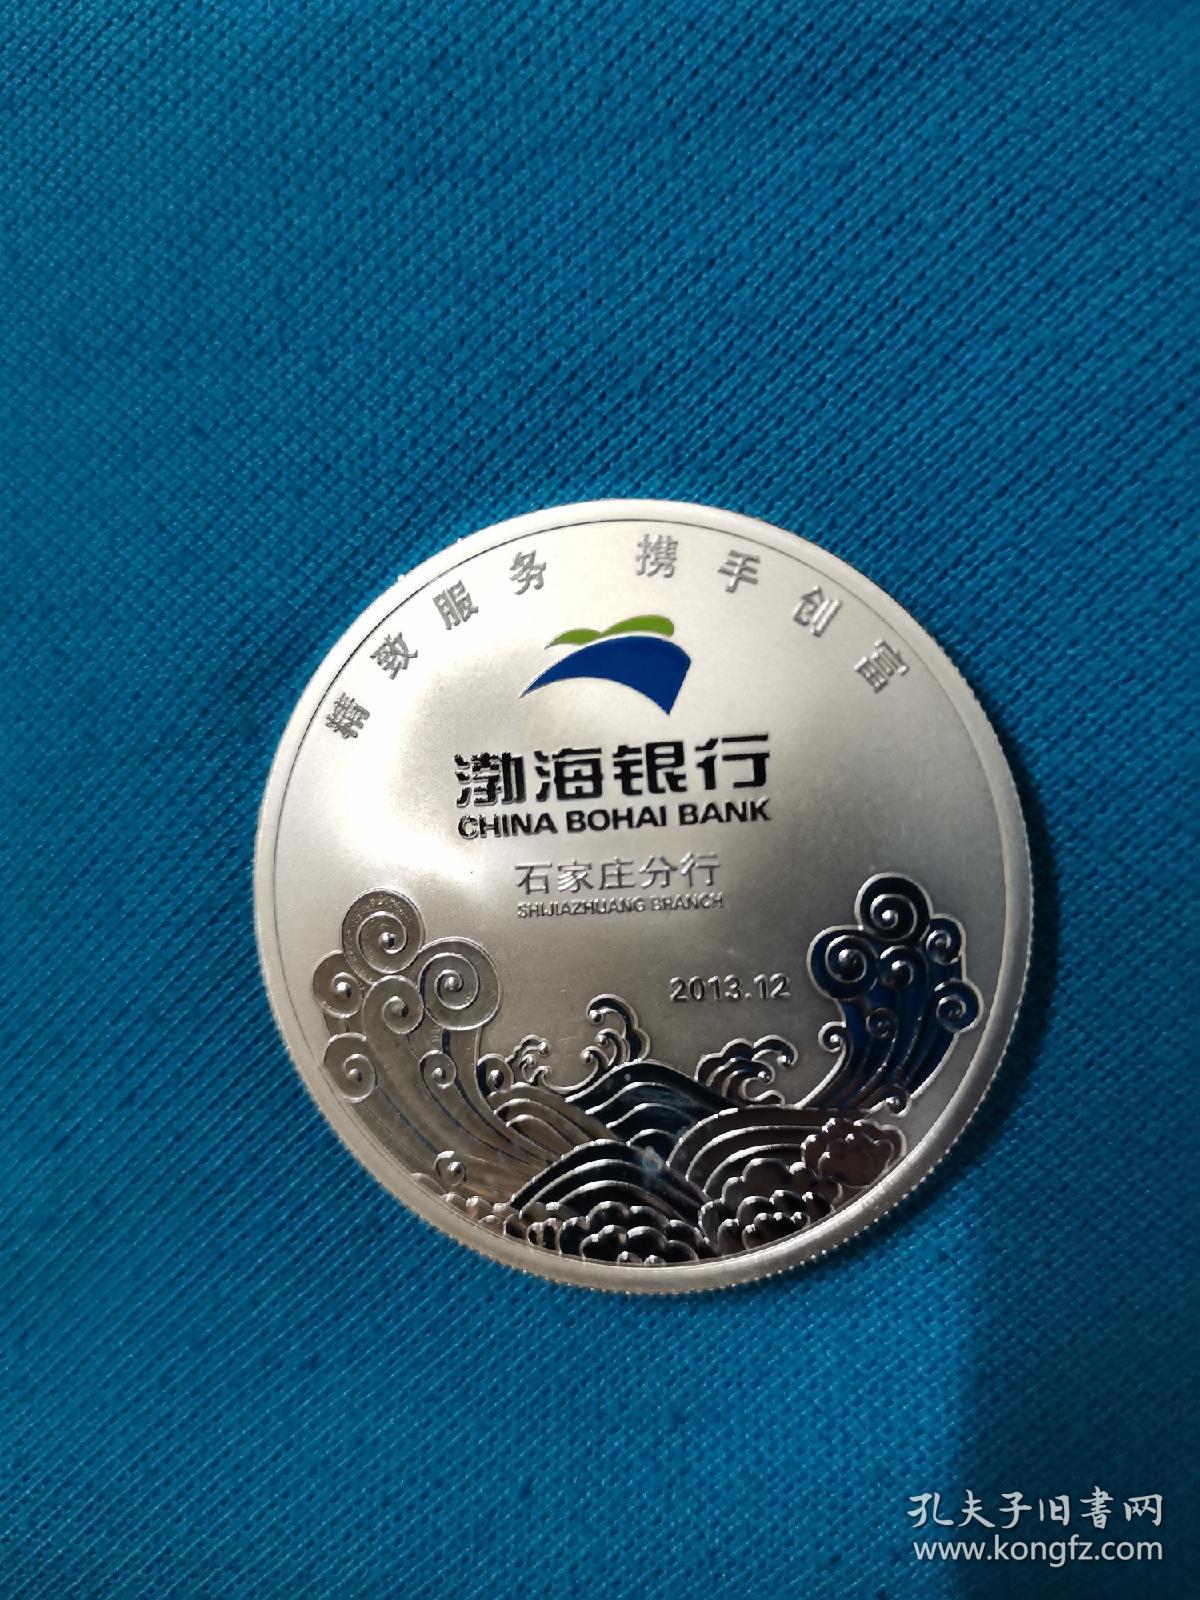 精致服务 携手创富
渤海银行
CHINA BOHAI BANK
石家庄分行
SHIJIAZHUANG BRANCH
2013.12
孔夫子旧書网
www.kongfz.com